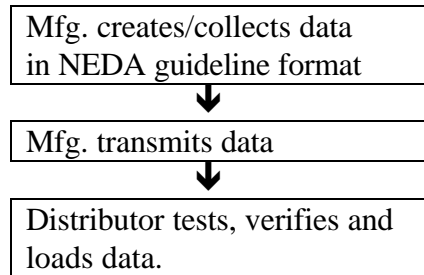 Mfg. creates/collects data
in NEDA guideline format
Mfg. transmits data
Distributor tests, verifies and
loads data.